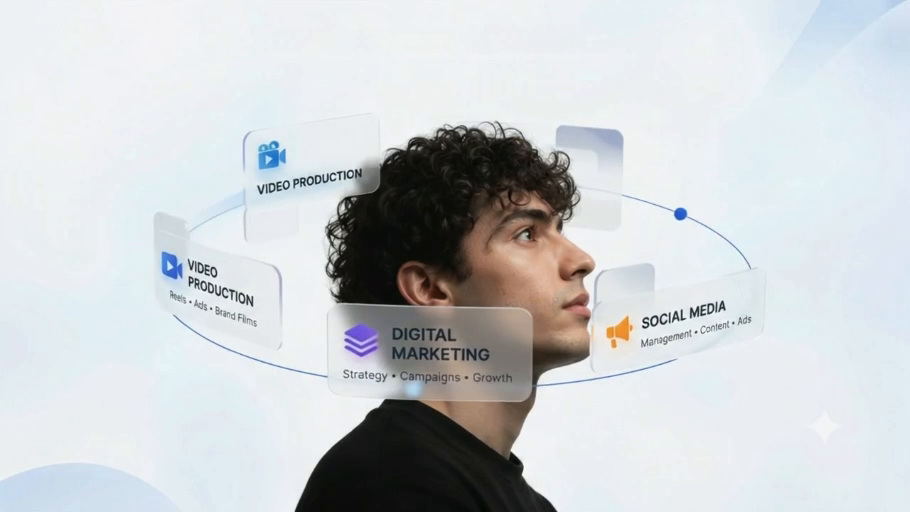 VIDEO PRODUCTION
VIDEO
PRODUCTION
Reels • Ads • Brand Films
DIGITAL
MARKETING
Strategy • Campaigns • Growth
SOCIAL MEDIA
Management • Content • Ads